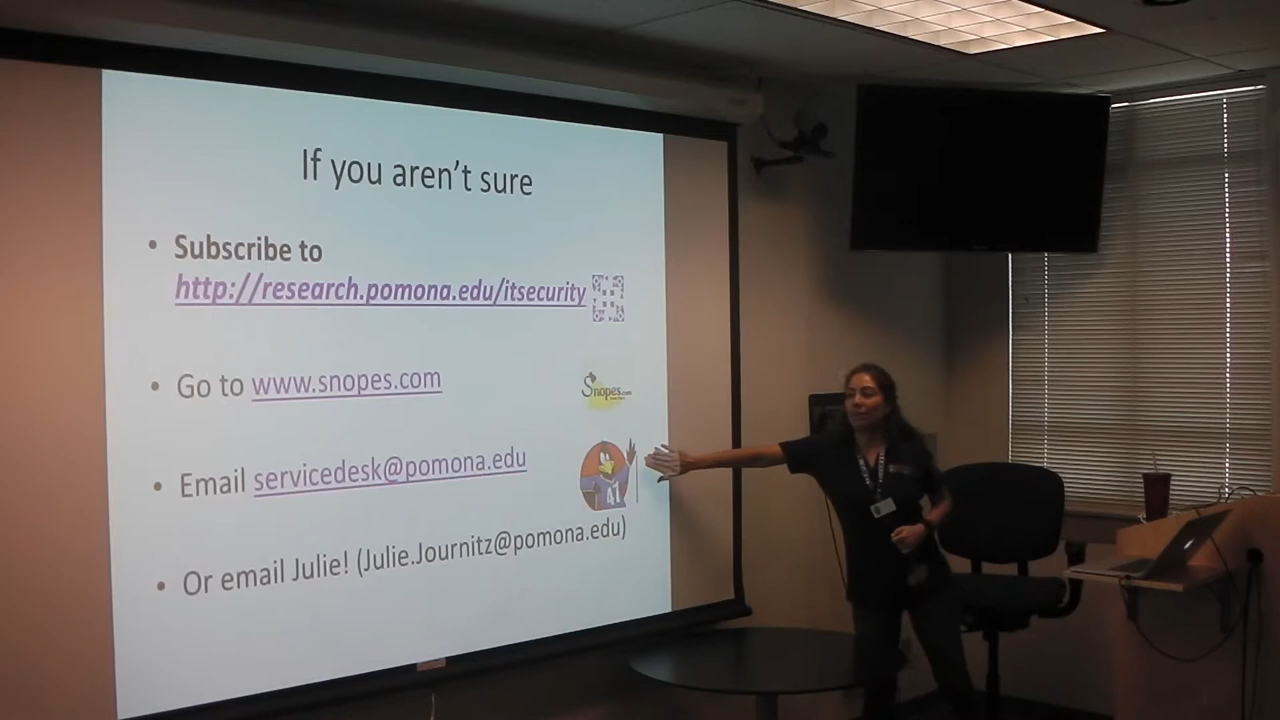 If you aren't sure
• Subscribe to
http://research.pomona.edu/itsecurity
• Go to www.snopes.com
Snopes.com
• Email servicedesk@pomona.edu
47
• Or email Julie! (Julie.Journitz@pomona.edu)